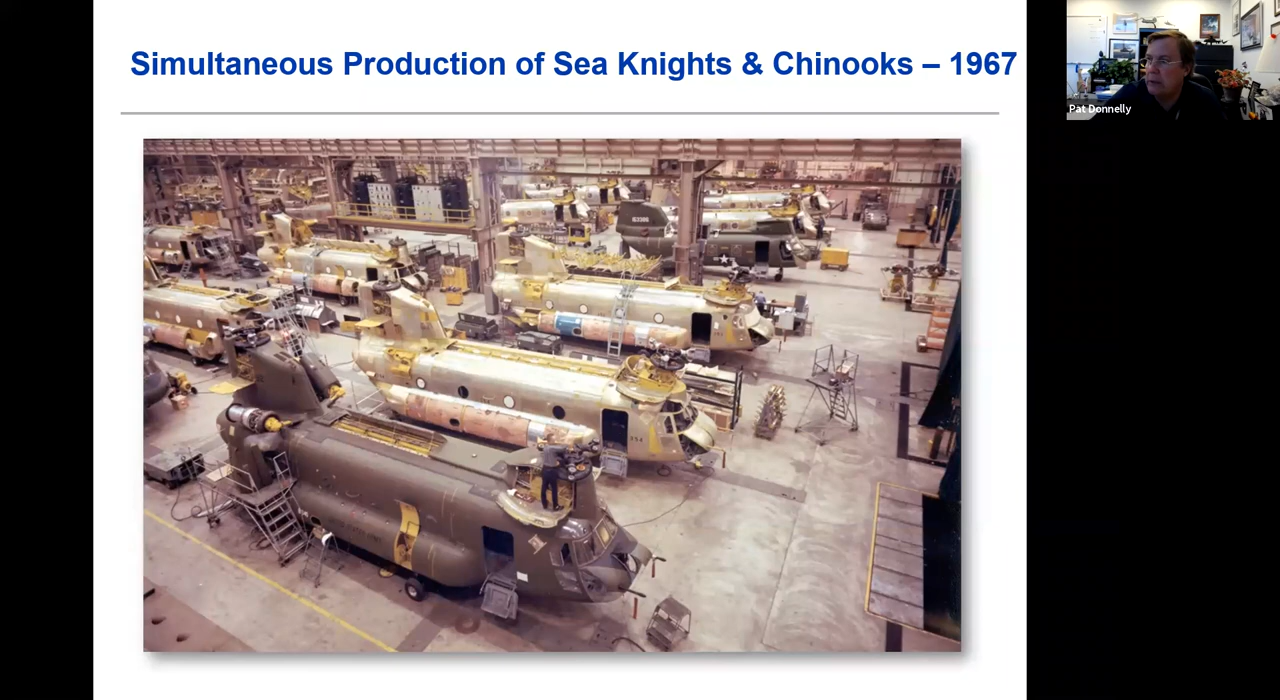 Simultaneous Production of Sea Knights & Chinooks – 1967
Pat Donnelly